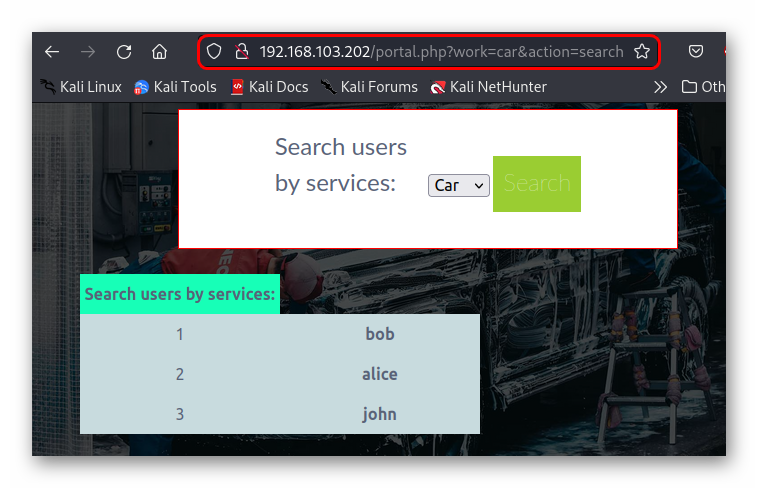 192.168.103.202/portal.php?work=car&action=search
Kali Linux Kali Tools Kali Docs Kali Forums Kali NetHunter Oth
Search users
by services: Car Search
Search users by services:
1 bob
2 alice
3 john